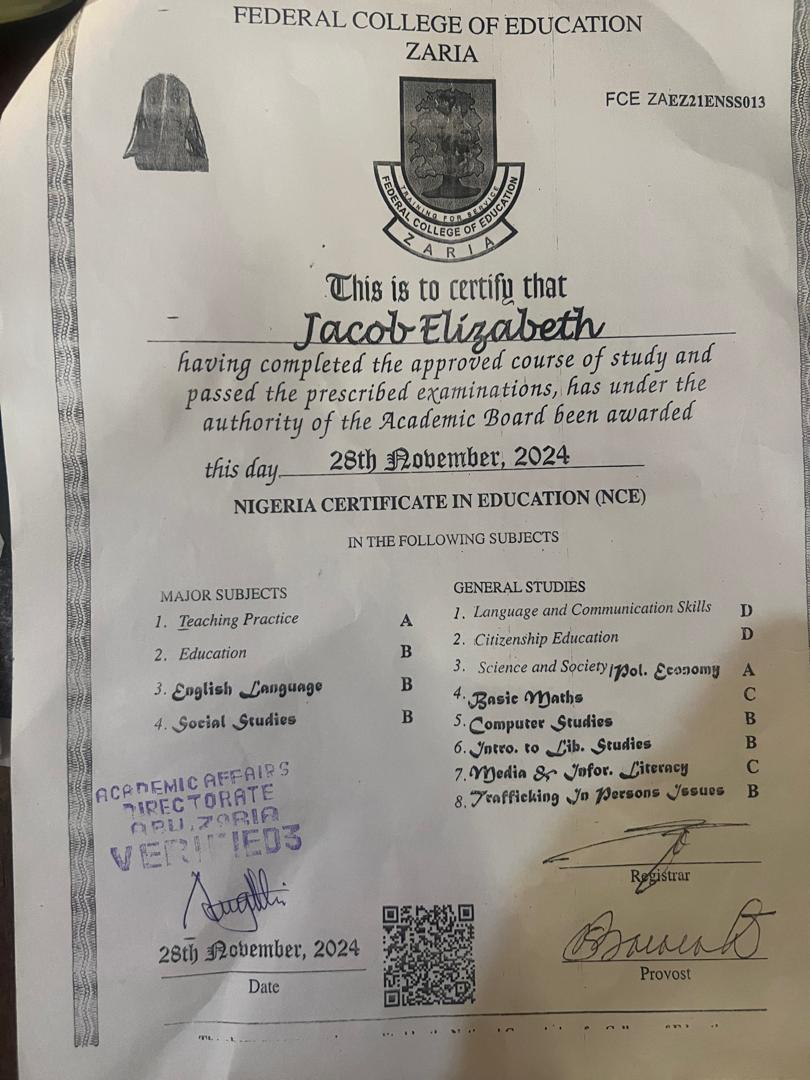 FEDERAL COLLEGE OF EDUCATION
ZARIA
FCE ZAEZ21ENSS013
TRAINING FOR SERVICE
FEDERAL COLLEGE OF EDUCATION
ZARIA
This is to certify that
Jacob Elizabeth
having completed the approved course of study and
passed the prescribed examinations, has under the
authority of the Academic Board been awarded
this day 28th November, 2024
NIGERIA CERTIFICATE IN EDUCATION (NCE)
IN THE FOLLOWING SUBJECTS
MAJOR SUBJECTS
1. Teaching Practice A
2. Education B
3. English Language B
4. Social Studies B
GENERAL STUDIES
1. Language and Communication Skills D
2. Citizenship Education D
3. Science and Society/Pol. Economy A
4. Basic Maths C
5. Computer Studies B
6. Intro. to Lib. Studies B
7. Media & Infor. Literacy C
8. Trafficking In Persons Issues B
ACADEMIC AFFAIRS
DIRECTORATE
ABU, ZARIA
VERIFIED3
Registrar
28th November, 2024
Date
Provost